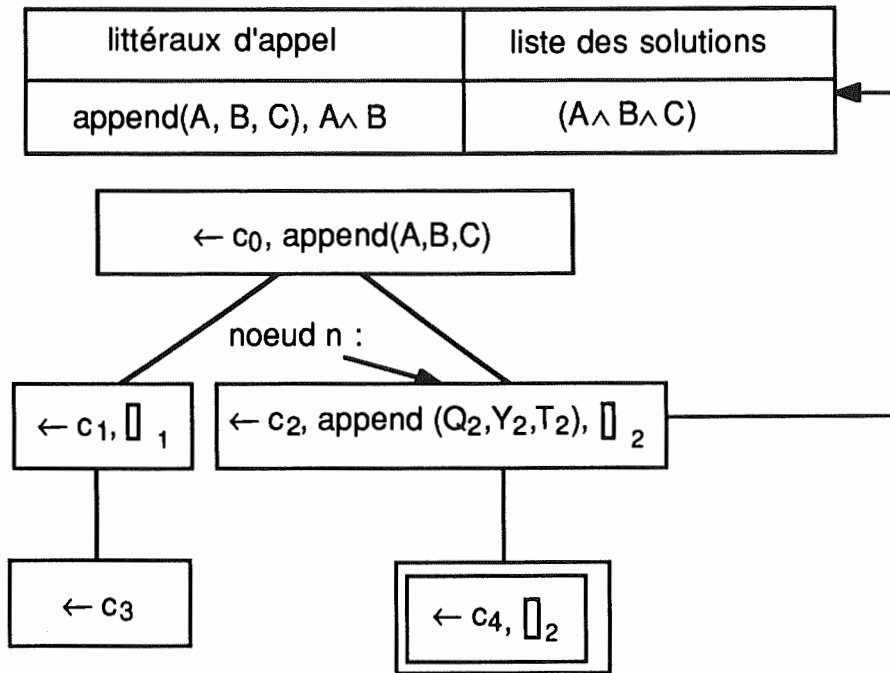 littéraux d'appel liste des solutions
append(A, B, C), A∧ B (A∧ B∧ C)
← c₀, append(A,B,C)
noeud n :
← c₁, ▯ ₁ ← c₂, append (Q₂,Y₂,T₂), ▯ ₂
← c₃ ← c₄, ▯₂